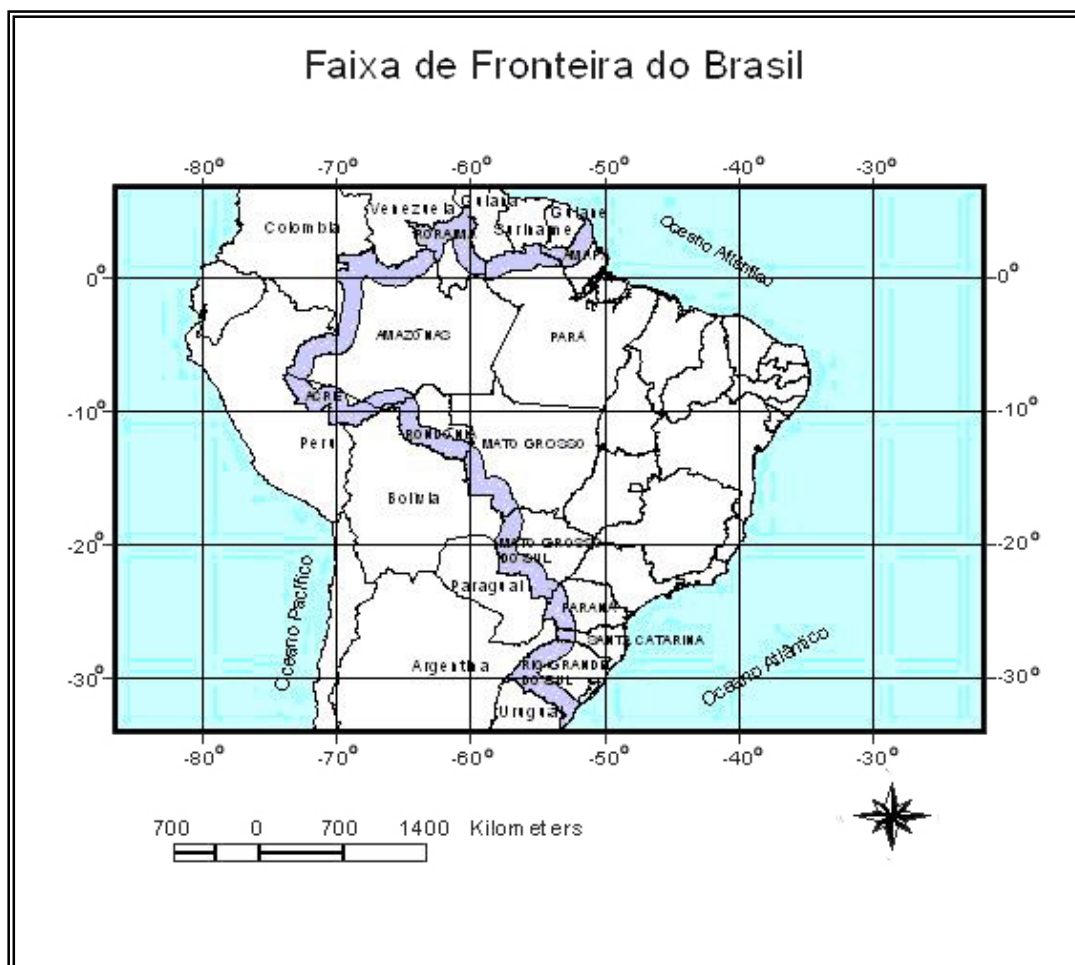 Faixa de Fronteira do Brasil
-80° -70° -60° -50° -40° -30°
Venezuela
Guiana
Guiane
Colombia
RORAIMA
Suriname
AMAPÁ
Oceano Atlântico
0° 0°
AMAZÔNAS
PARÁ
ACRE
-10° -10°
Peru
RONDÔNIA
MATO GROSSO
Bolivia
-20° -20°
MATO GROSSO
DO SUL
Paraguai
PARANÁ
Oceano Pacífico
SANTA CATARINA
Argentina
RIO GRANDE
DO SUL
Oceano Atlântico
-30° -30°
Uruguai
-80° -70° -60° -50° -40° -30°
700 0 700 1400 Kilometers